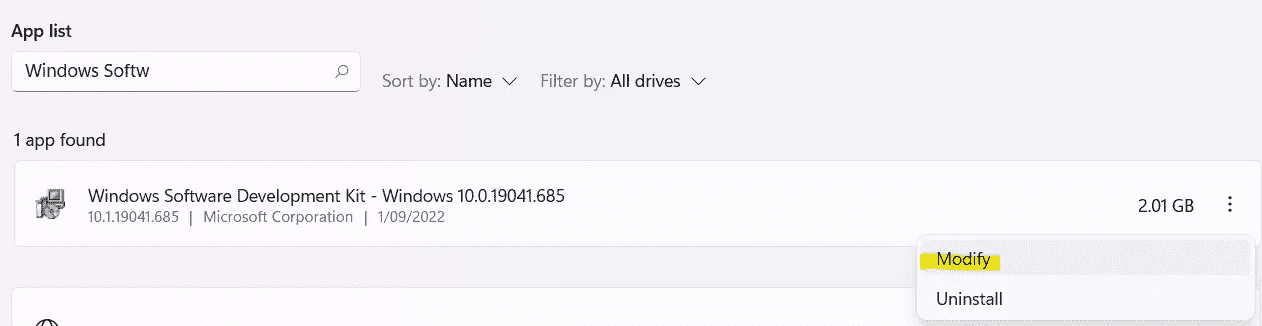 App list
Windows Softw
Sort by: Name Filter by: All drives
1 app found
Windows Software Development Kit - Windows 10.0.19041.685
10.1.19041.685 | Microsoft Corporation | 1/09/2022
2.01 GB
Modify
Uninstall